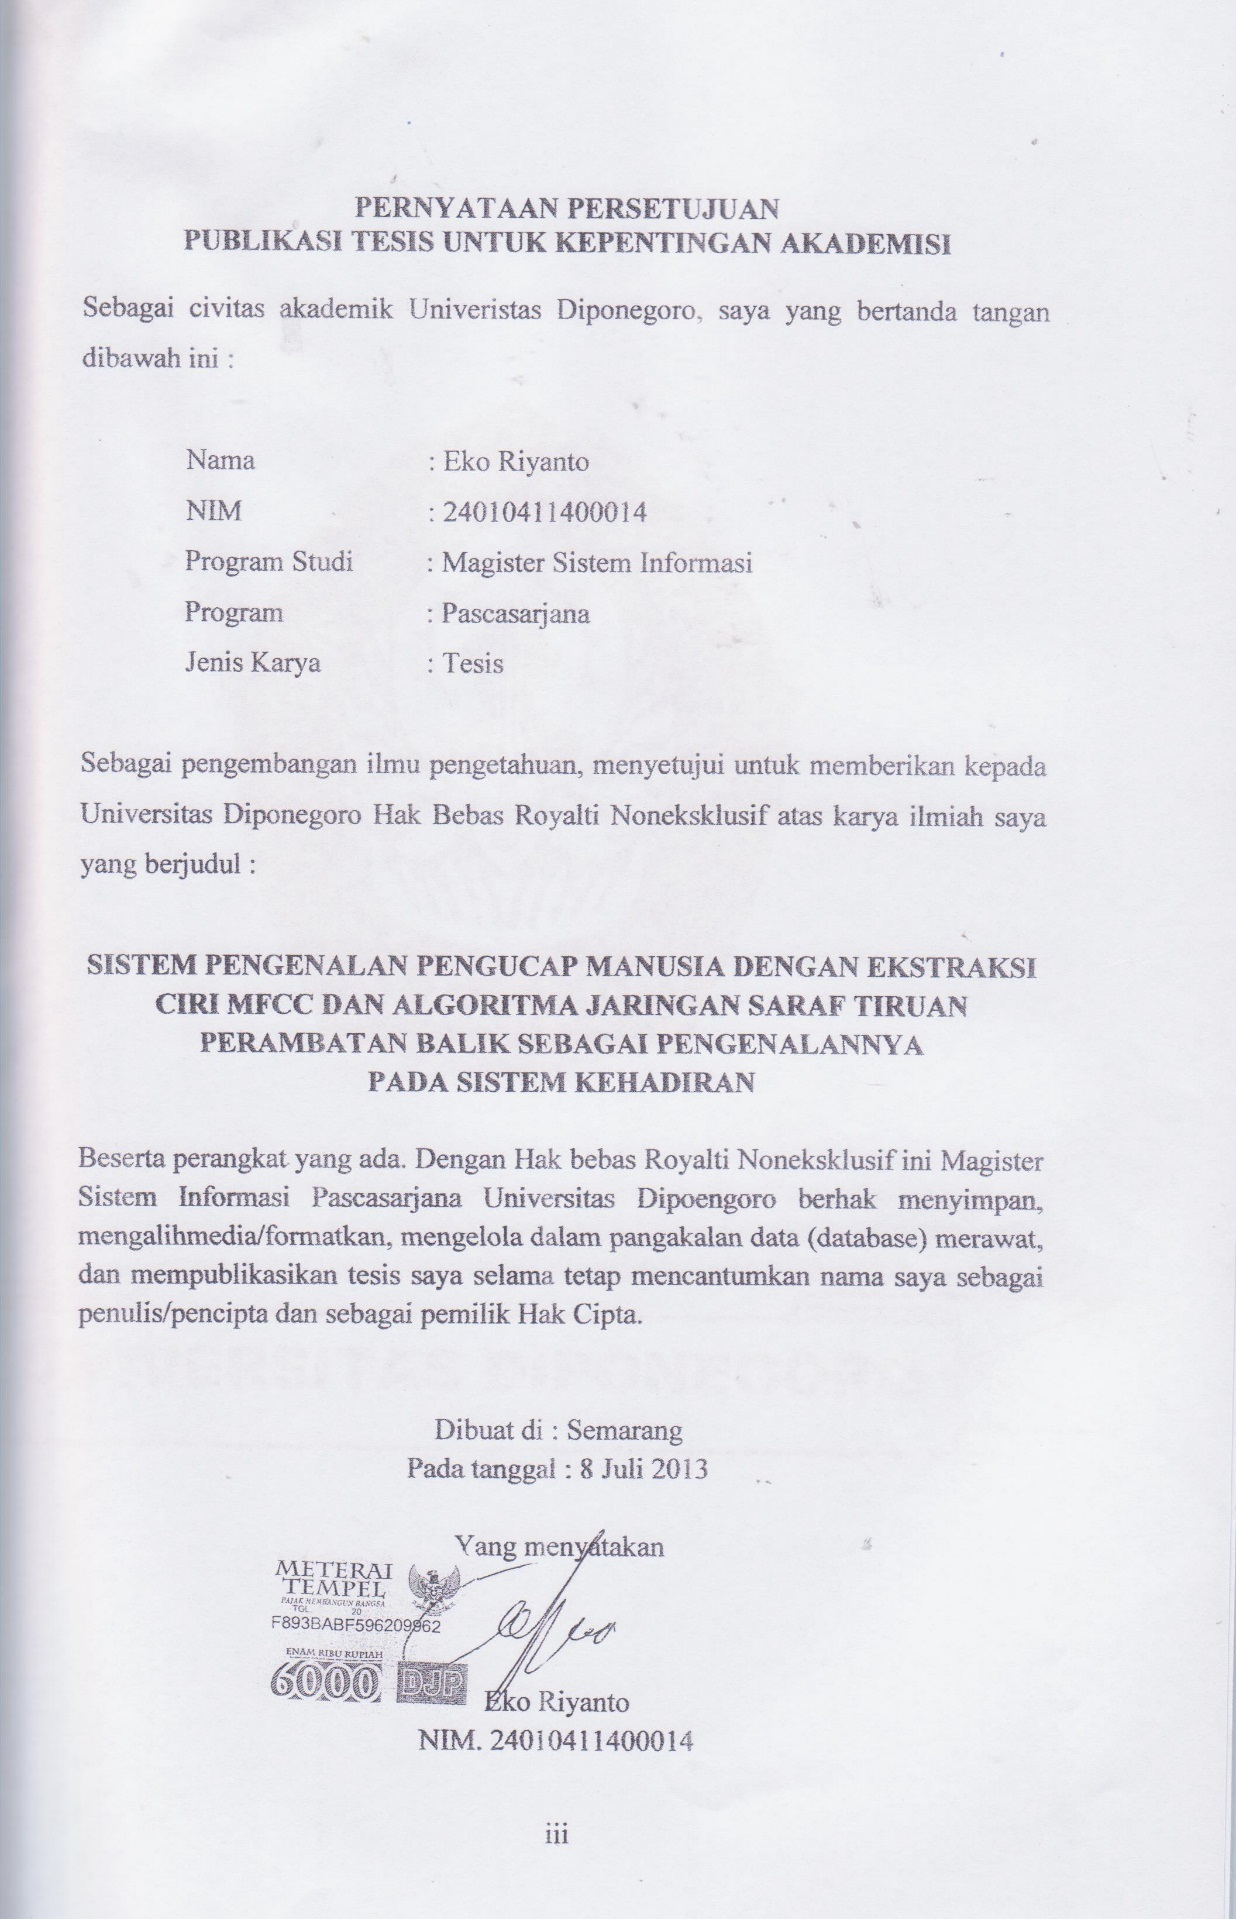 PERNYATAAN PERSETUJUAN
PUBLIKASI TESIS UNTUK KEPENTINGAN AKADEMISI
Sebagai civitas akademik Univeristas Diponegoro, saya yang bertanda tangan
dibawah ini :
Nama : Eko Riyanto
NIM : 24010411400014
Program Studi : Magister Sistem Informasi
Program : Pascasarjana
Jenis Karya : Tesis
Sebagai pengembangan ilmu pengetahuan, menyetujui untuk memberikan kepada
Universitas Diponegoro Hak Bebas Royalti Noneksklusif atas karya ilmiah saya
yang berjudul :
SISTEM PENGENALAN PENGUCAP MANUSIA DENGAN EKSTRAKSI
CIRI MFCC DAN ALGORITMA JARINGAN SARAF TIRUAN
PERAMBATAN BALIK SEBAGAI PENGENALANNYA
PADA SISTEM KEHADIRAN
Beserta perangkat yang ada. Dengan Hak bebas Royalti Noneksklusif ini Magister
Sistem Informasi Pascasarjana Universitas Dipoengoro berhak menyimpan,
mengalihmedia/formatkan, mengelola dalam pangakalan data (database) merawat,
dan mempublikasikan tesis saya selama tetap mencantumkan nama saya sebagai
penulis/pencipta dan sebagai pemilik Hak Cipta.
Dibuat di : Semarang
Pada tanggal : 8 Juli 2013
Yang menyatakan
METERAI
TEMPEL
PAJAK MEMBANGUN BANGSA
TGL. 20
F893BABF596209962
ENAM RIBU RUPIAH
6000 DJP
Eko Riyanto
NIM. 24010411400014
iii